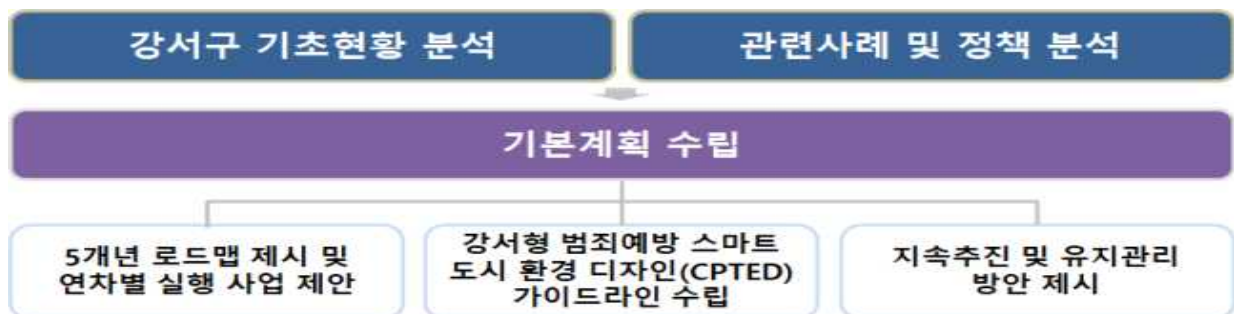 강서구 기초현황 분석
관련사례 및 정책 분석
기본계획 수립
5개년 로드맵 제시 및
연차별 실행 사업 제안
강서형 범죄예방 스마트
도시 환경 디자인(CPTED)
가이드라인 수립
지속추진 및 유지관리
방안 제시